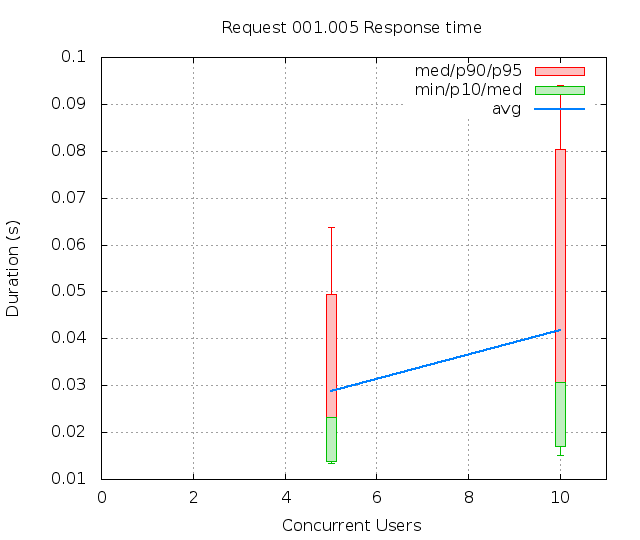 Request 001.005 Response time
med/p90/p95
min/p10/med
avg
0.1
0.09
0.08
0.07
0.06
0.05
0.04
0.03
0.02
0.01
Duration (s)
0 2 4 6 8 10
Concurrent Users